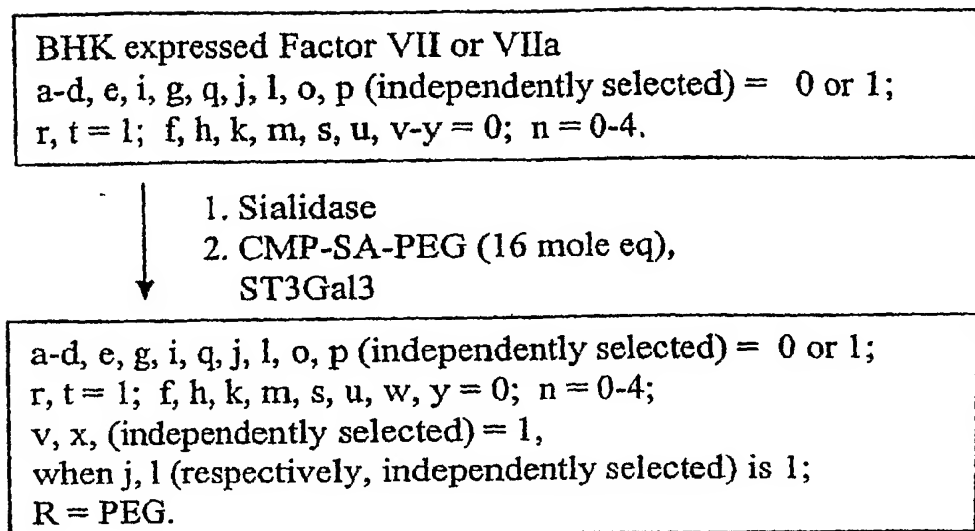 BHK expressed Factor VII or VIIa
a-d, e, i, g, q, j, l, o, p (independently selected) = 0 or 1;
r, t = 1; f, h, k, m, s, u, v-y = 0; n = 0-4.
1. Sialidase
2. CMP-SA-PEG (16 mole eq),
ST3Gal3
a-d, e, g, i, q, j, l, o, p (independently selected) = 0 or 1;
r, t = 1; f, h, k, m, s, u, w, y = 0; n = 0-4;
v, x, (independently selected) = 1,
when j, l (respectively, independently selected) is 1;
R = PEG.